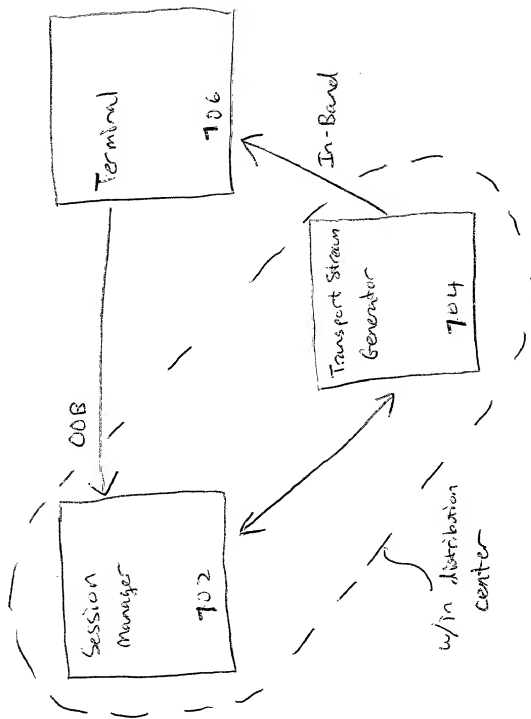 Session
Manager
702
OOB
Terminal
706
In-Band
Transport Stream
Generator
704
w/in distribution
center